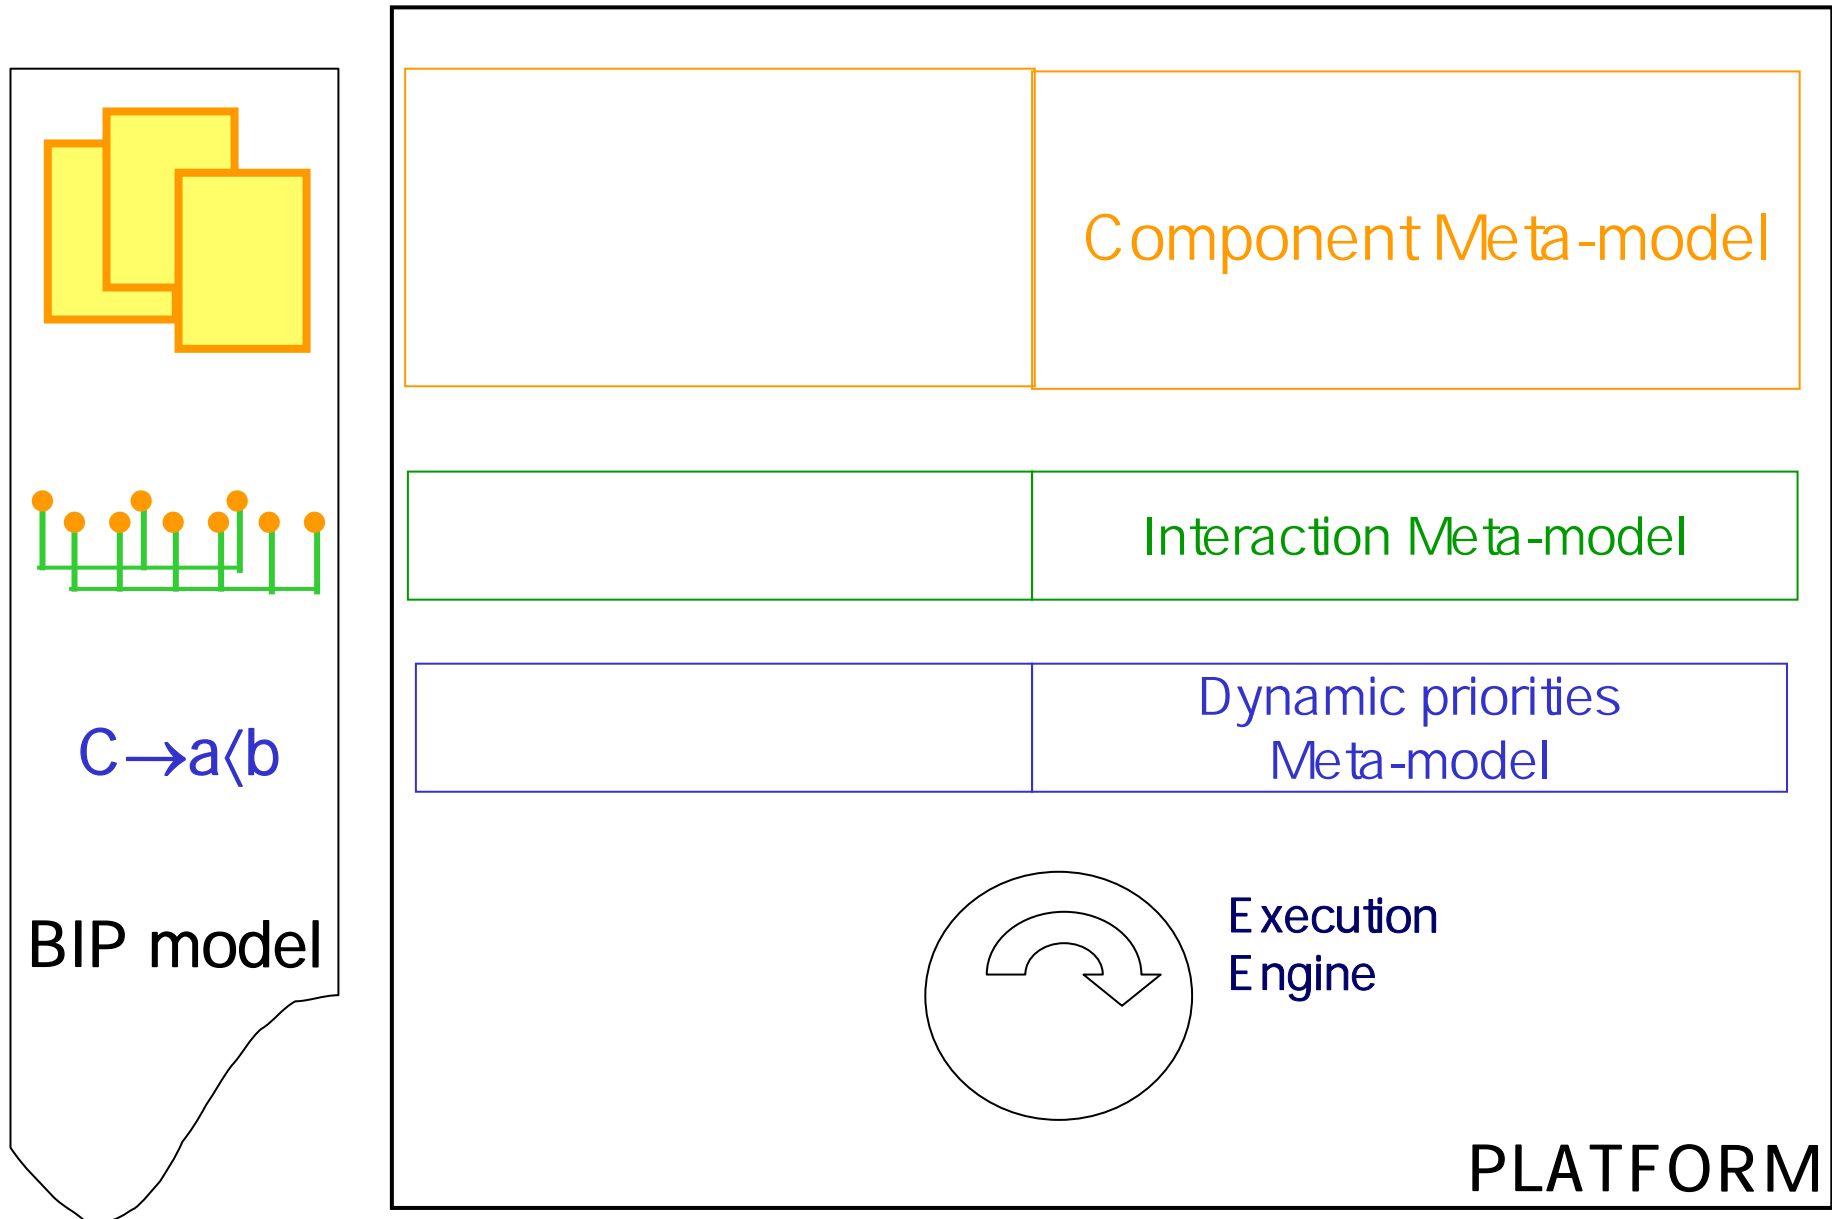 Component Meta-model
Interaction Meta-model
Dynamic priorities
Meta-model
C→a⟨b
BIP model
Execution
Engine
PLATFORM